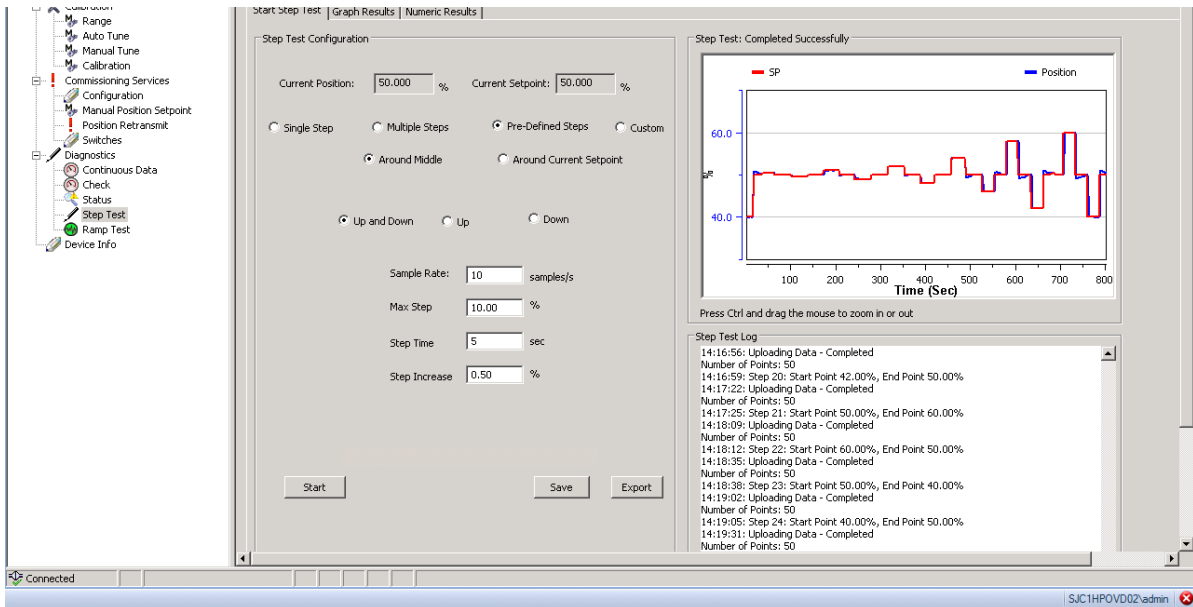 Calibration
Range
Auto Tune
Manual Tune
Calibration
Commissioning Services
Configuration
Manual Position Setpoint
Position Retransmit
Switches
Diagnostics
Continuous Data
Check
Status
Step Test
Ramp Test
Device Info
Start Step Test Graph Results Numeric Results
Step Test Configuration
Current Position: 50.000 % Current Setpoint: 50.000 %
Single Step Multiple Steps Pre-Defined Steps Custom
Around Middle Around Current Setpoint
Up and Down Up Down
Sample Rate: 10 samples/s
Max Step 10.00 %
Step Time 5 sec
Step Increase 0.50 %
Start Save Export
Step Test: Completed Successfully
SP Position
60.0
%
40.0
100 200 300 400 500 600 700 800
Time (Sec)
Press Ctrl and drag the mouse to zoom in or out
Step Test Log
14:16:56: Uploading Data - Completed
Number of Points: 50
14:16:59: Step 20: Start Point 42.00%, End Point 50.00%
14:17:22: Uploading Data - Completed
Number of Points: 50
14:17:25: Step 21: Start Point 50.00%, End Point 60.00%
14:18:09: Uploading Data - Completed
Number of Points: 50
14:18:12: Step 22: Start Point 60.00%, End Point 50.00%
14:18:35: Uploading Data - Completed
Number of Points: 50
14:18:38: Step 23: Start Point 50.00%, End Point 40.00%
14:19:02: Uploading Data - Completed
Number of Points: 50
14:19:05: Step 24: Start Point 40.00%, End Point 50.00%
14:19:31: Uploading Data - Completed
Number of Points: 50
Connected
SJC1HPOVD02\admin